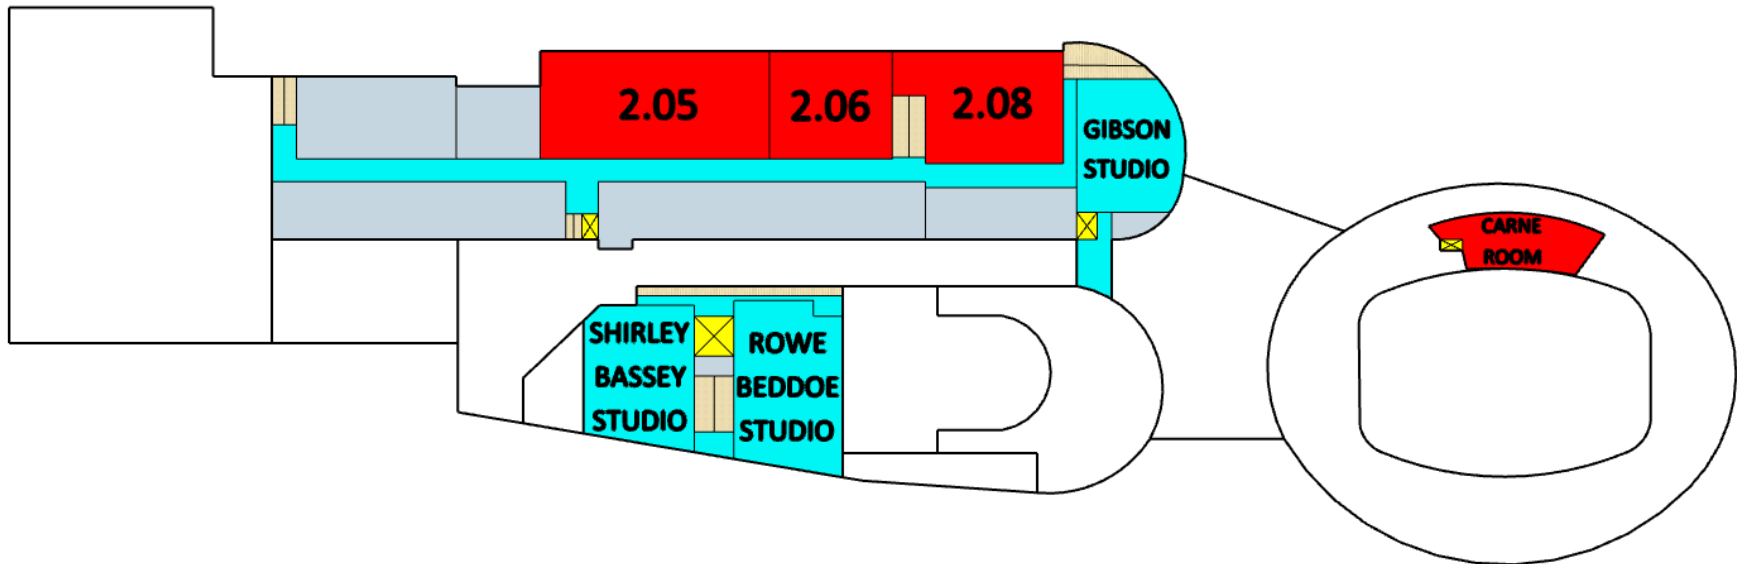 2.05
2.06
2.08
GIBSON
STUDIO
CARNE
ROOM
SHIRLEY
BASSEY
STUDIO
ROWE
BEDDOE
STUDIO